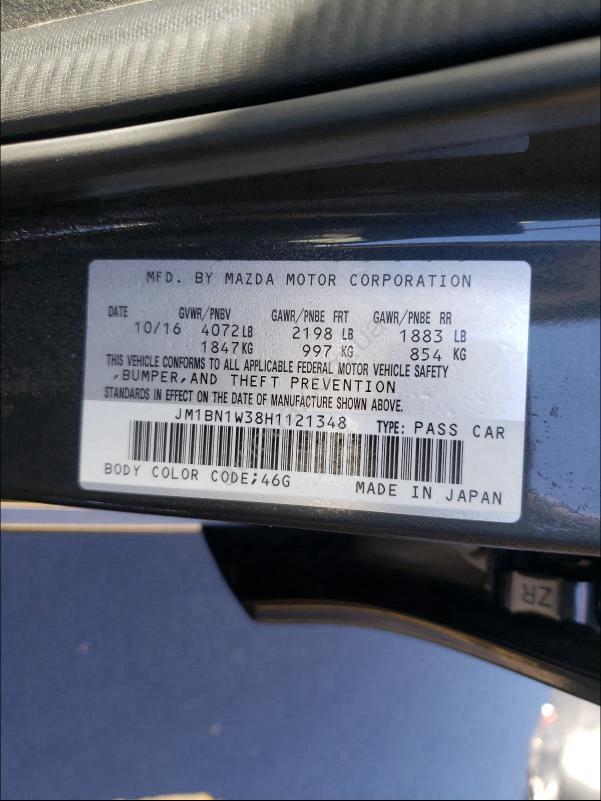 MFD. BY MAZDA MOTOR CORPORATION
DATE GVWR/PNBV GAWR/PNBE FRT GAWR/PNBE RR
10/16 4072LB 2198 LB 1883 LB
1847KG 997 KG 854 KG
THIS VEHICLE CONFORMS TO ALL APPLICABLE FEDERAL MOTOR VEHICLE SAFETY
,BUMPER,AND THEFT PREVENTION
STANDARDS IN EFFECT ON THE DATE OF MANUFACTURE SHOWN ABOVE.
JM1BN1W38H1121348 TYPE: PASS CAR
BODY COLOR CODE;46G MADE IN JAPAN
ZR